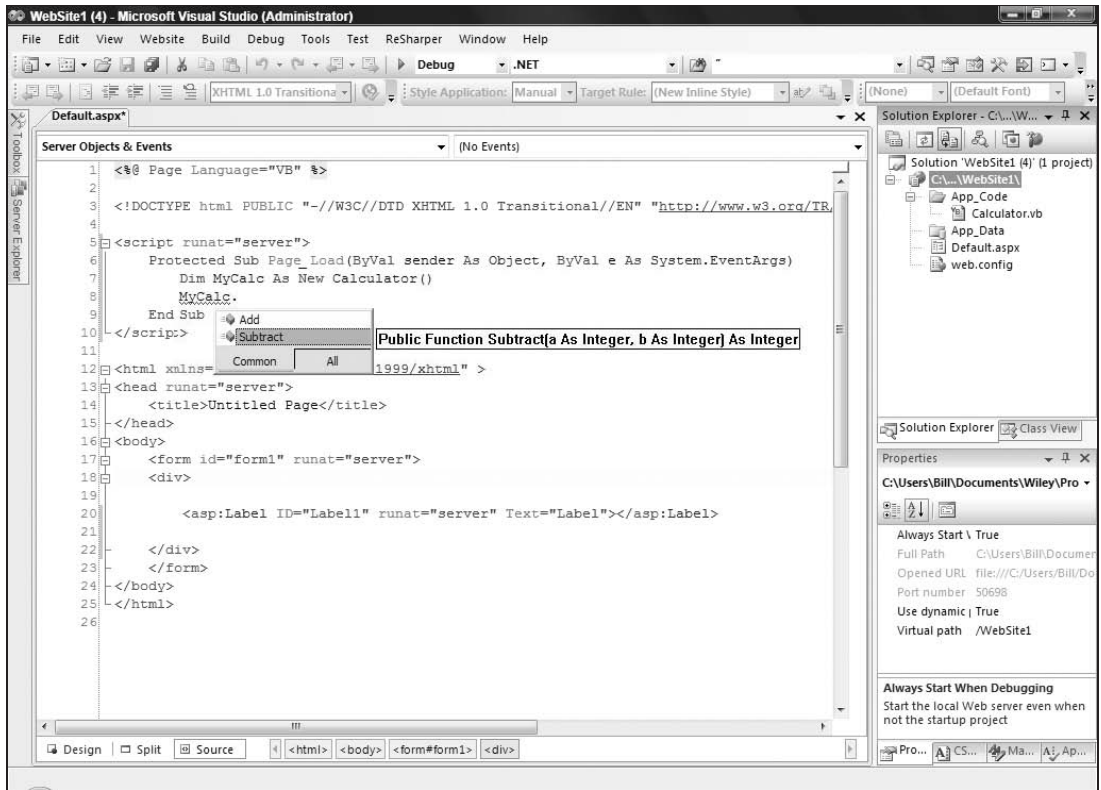 WebSite1 (4) - Microsoft Visual Studio (Administrator)
File Edit View Website Build Debug Tools Test ReSharper Window Help
Debug .NET
XHTML 1.0 Transitiona Style Application: Manual Target Rule: (New Inline Style) (None) (Default Font)
Toolbox
Server Explorer
Default.aspx*
Server Objects & Events (No Events)
1 <%@ Page Language="VB" %>
2
3 <!DOCTYPE html PUBLIC "-//W3C//DTD XHTML 1.0 Transitional//EN" "http://www.w3.org/TR/
4
5 <script runat="server">
6 Protected Sub Page_Load(ByVal sender As Object, ByVal e As System.EventArgs)
7 Dim MyCalc As New Calculator()
8 MyCalc.
9 End Sub
Add
10 </script>
Subtract
Public Function Subtract(a As Integer, b As Integer) As Integer
11
Common All
12 <html xmlns= 1999/xhtml" >
13 <head runat="server">
14 <title>Untitled Page</title>
15 </head>
16 <body>
17 <form id="form1" runat="server">
18 <div>
19
20 <asp:Label ID="Label1" runat="server" Text="Label"></asp:Label>
21
22 </div>
23 </form>
24 </body>
25 </html>
26
Design Split Source <html> <body> <form#form1> <div>
Solution Explorer - C:\...\W...
Solution 'WebSite1 (4)' (1 project)
C:\...\WebSite1\
App_Code
Calculator.vb
App_Data
Default.aspx
web.config
Solution Explorer Class View
Properties
C:\Users\Bill\Documents\Wiley\Pro
Always Start \ True
Full Path C:\Users\Bill\Documen
Opened URL file:///C:/Users/Bill/Do
Port number 50698
Use dynamic p True
Virtual path /WebSite1
Always Start When Debugging
Start the local Web server even when
not the startup project
Pro... CS... Ma... Ap...